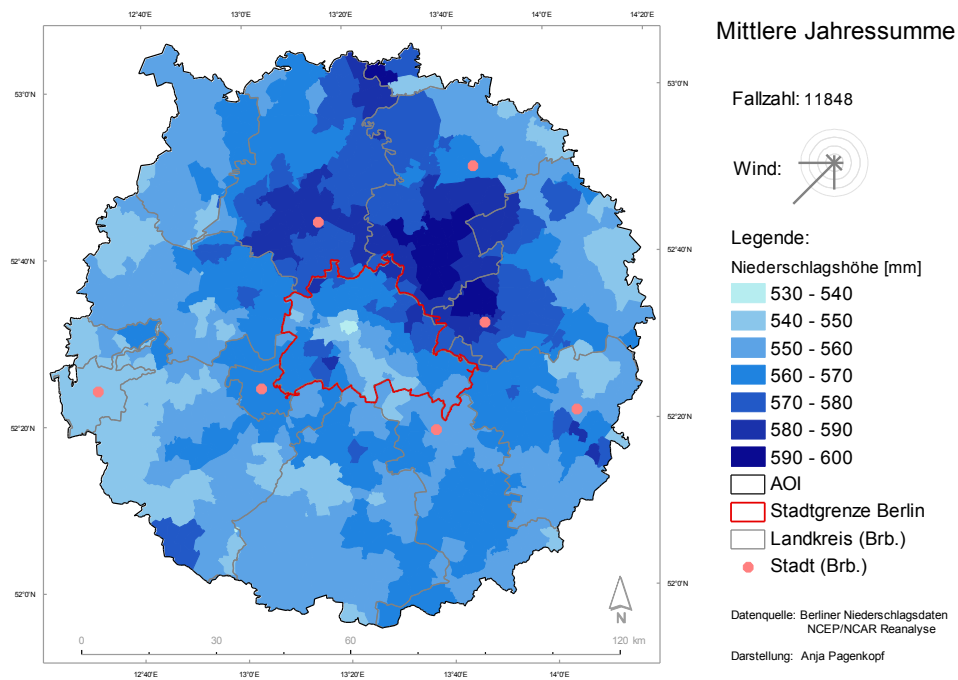 12°40'E 13°0'E 13°20'E 13°40'E 14°0'E 14°20'E
Mittlere Jahressumme
53°0'N
53°0'N
Fallzahl: 11848
Wind:
Legende:
Niederschlagshöhe [mm]
52°40'N
52°40'N
530 - 540
540 - 550
550 - 560
560 - 570
570 - 580
580 - 590
590 - 600
52°20'N
52°20'N
AOI
Stadtgrenze Berlin
Landkreis (Brb.)
Stadt (Brb.)
52°0'N
52°0'N
N
0 30 60 120 km
Datenquelle: Berliner Niederschlagsdaten
NCEP/NCAR Reanalyse
Darstellung: Anja Pagenkopf
12°40'E 13°0'E 13°20'E 13°40'E 14°0'E